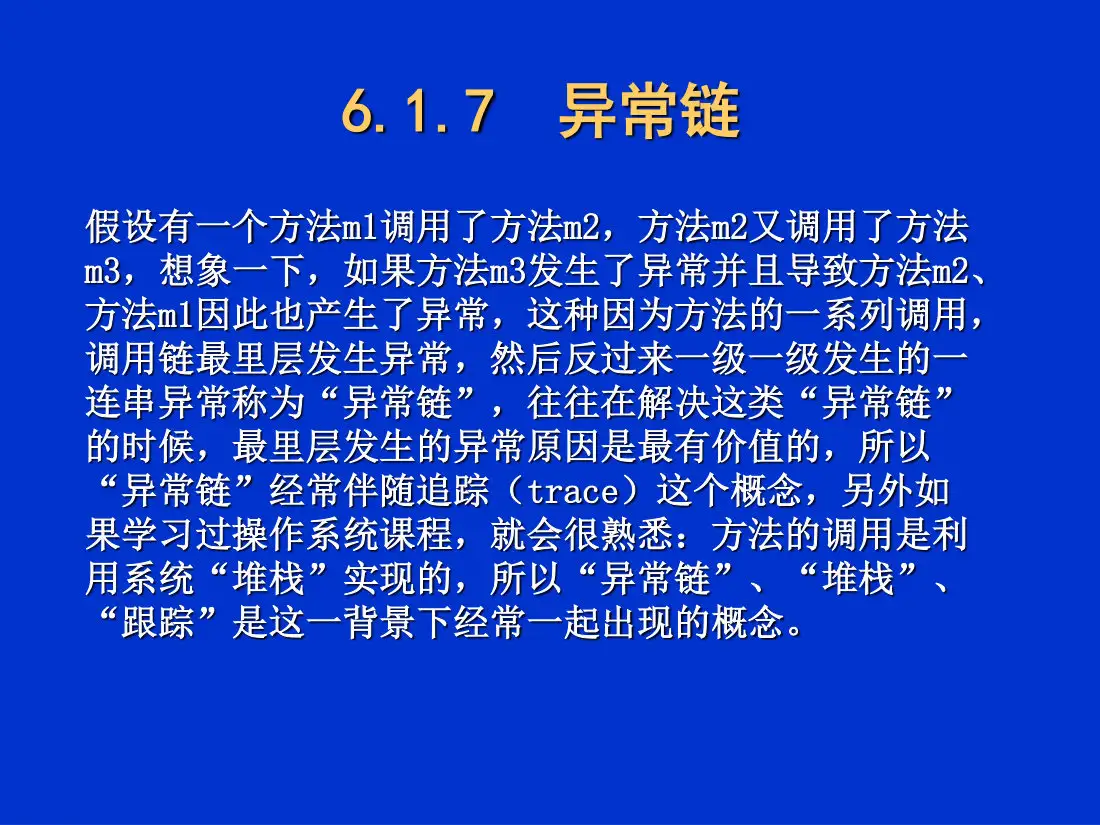 6.1.7 异常链
假设有一个方法m1调用了方法m2，方法m2又调用了方法
m3，想象一下，如果方法m3发生了异常并且导致方法m2、
方法m1因此也产生了异常，这种因为方法的一系列调用，
调用链最里层发生异常，然后反过来一级一级发生的一
连串异常称为“异常链”，往往在解决这类“异常链”
的时候，最里层发生的异常原因是最有价值的，所以
“异常链”经常伴随追踪（trace）这个概念，另外如
果学习过操作系统课程，就会很熟悉：方法的调用是利
用系统“堆栈”实现的，所以“异常链”、“堆栈”、
“跟踪”是这一背景下经常一起出现的概念。